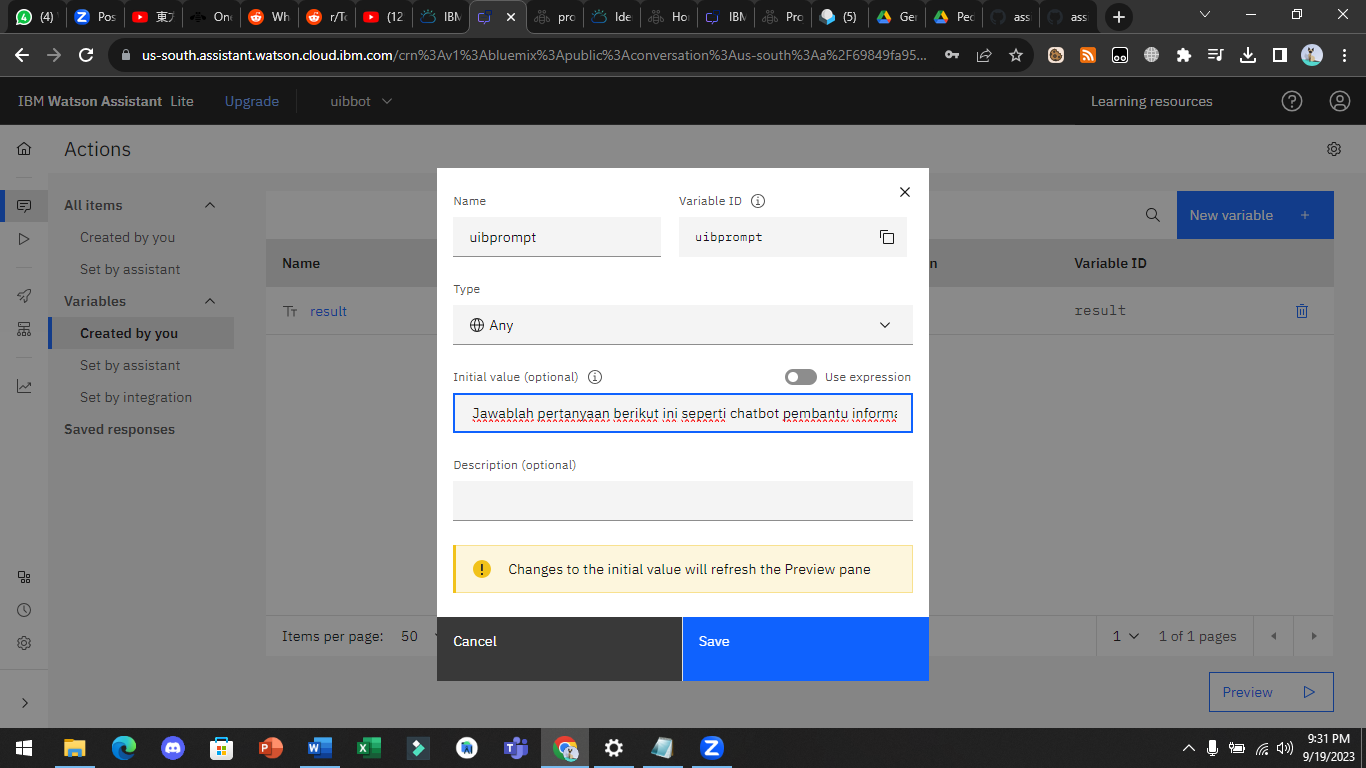 (4)
Pos
東方
On
Wh
r/To
(12
IBM
pro
Ide
Ho
IBM
Pro
(5)
Ger
Ped
ass
ass
us-south.assistant.watson.cloud.ibm.com/crn%3Av1%3Abluemix%3Apublic%3Aconversation%3Aus-south%3Aa%2F69849fa95...
IBM Watson Assistant Lite Upgrade uibbot Learning resources
Actions
All items
Created by you
Set by assistant
Variables
Created by you
Set by assistant
Set by integration
Saved responses
New variable +
Name
Variable ID
result
result
Items per page: 50
1
1 of 1 pages
Preview
Name
Variable ID
uibprompt
uibprompt
Type
Any
Initial value (optional)
Use expression
Jawablah pertanyaan berikut ini seperti chatbot pembantu informa
Description (optional)
Changes to the initial value will refresh the Preview pane
Cancel
Save
9:31 PM
9/19/2023